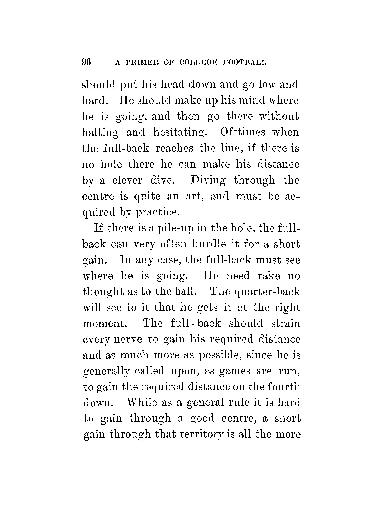 96 A PRIMER OF COLLEGE FOOTBALL
should put his head down and go low and
hard. He should make up his mind where
he is going, and then go there without
halting and hesitating. Ofttimes when
the full-back reaches the line, if there is
no hole there he can make his distance
by a clever dive. Diving through the
centre is quite an art, and must be ac-
quired by practice.
If there is a pile-up in the hole, the full-
back can very often hurdle it for a short
gain. In any case, the full-back must see
where he is going. He need take no
thought as to the ball. The quarter-back
will see to it that he gets it at the right
moment. The full-back should strain
every nerve to gain his required distance
and as much more as possible, since he is
generally called upon, as games are run,
to gain the required distance on the fourth
down. While as a general rule it is hard
to gain through a good centre, a short
gain through that territory is all the more